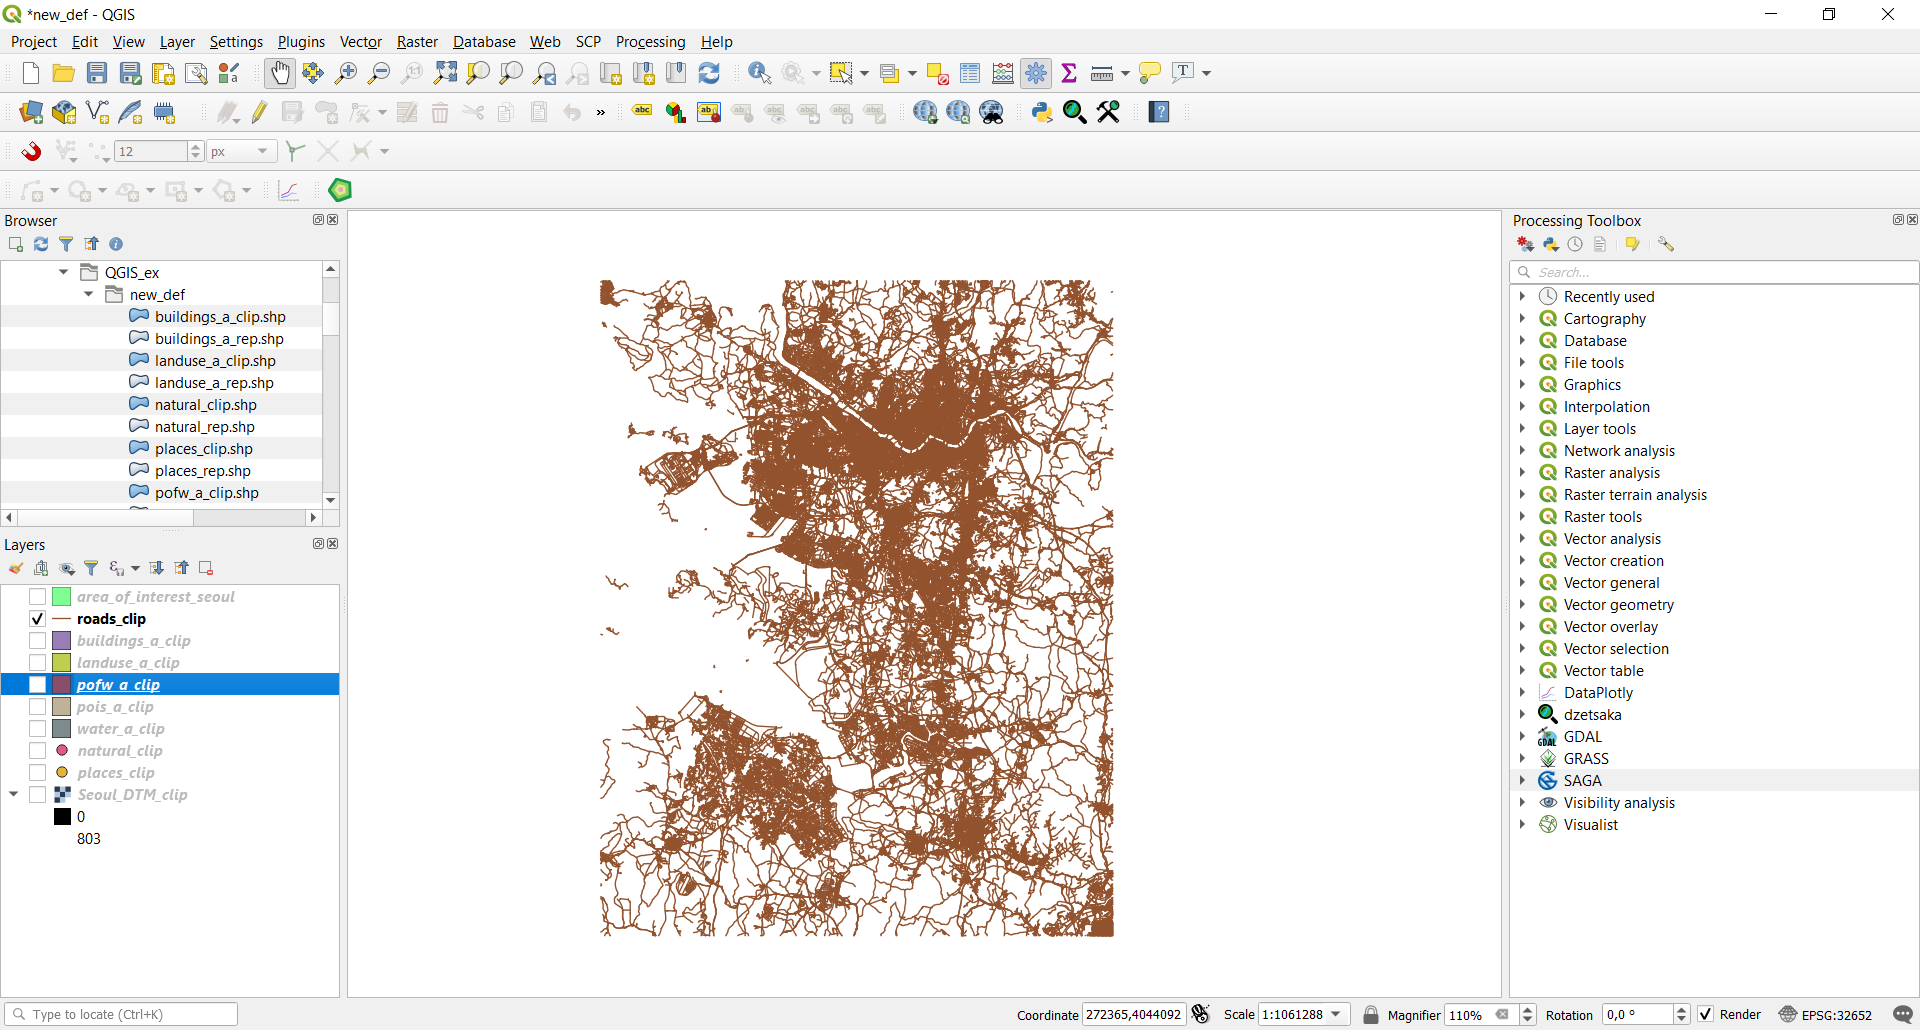 *new_def - QGIS
Project Edit View Layer Settings Plugins Vector Raster Database Web SCP Processing Help
12 px
Browser
QGIS_ex
new_def
buildings_a_clip.shp
buildings_a_rep.shp
landuse_a_clip.shp
landuse_a_rep.shp
natural_clip.shp
natural_rep.shp
places_clip.shp
places_rep.shp
pofw_a_clip.shp
Layers
area_of_interest_seoul
roads_clip
buildings_a_clip
landuse_a_clip
pofw_a_clip
pois_a_clip
water_a_clip
natural_clip
places_clip
Seoul_DTM_clip
0
803
Processing Toolbox
Search...
Recently used
Cartography
Database
File tools
Graphics
Interpolation
Layer tools
Network analysis
Raster analysis
Raster terrain analysis
Raster tools
Vector analysis
Vector creation
Vector general
Vector geometry
Vector overlay
Vector selection
Vector table
DataPlotly
dzetsaka
GDAL
GRASS
SAGA
Visibility analysis
Visualist
Type to locate (Ctrl+K)
Coordinate 272365,4044092 Scale 1:1061288 Magnifier 110% Rotation 0,0 ° Render EPSG:32652